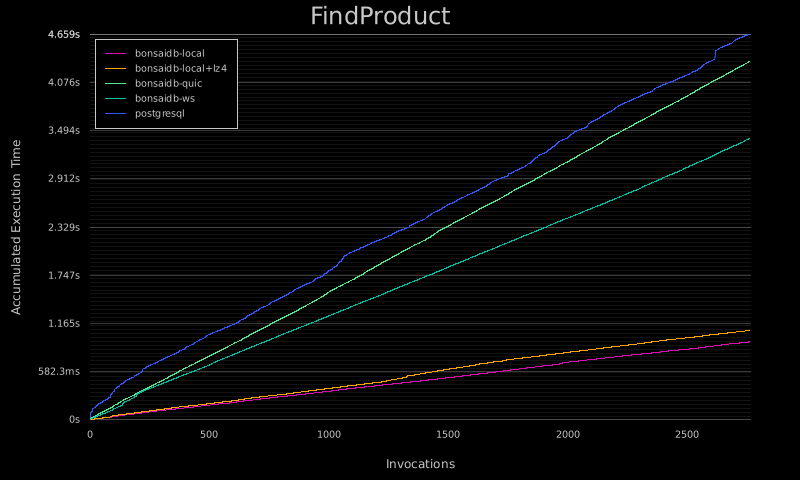 FindProduct
4.659s
4.076s
3.494s
2.912s
2.329s
1.747s
1.165s
582.3ms
0s
Accumulated Execution Time
bonsaidb-local
bonsaidb-local+lz4
bonsaidb-quic
bonsaidb-ws
postgresql
0
500
1000
1500
2000
2500
Invocations